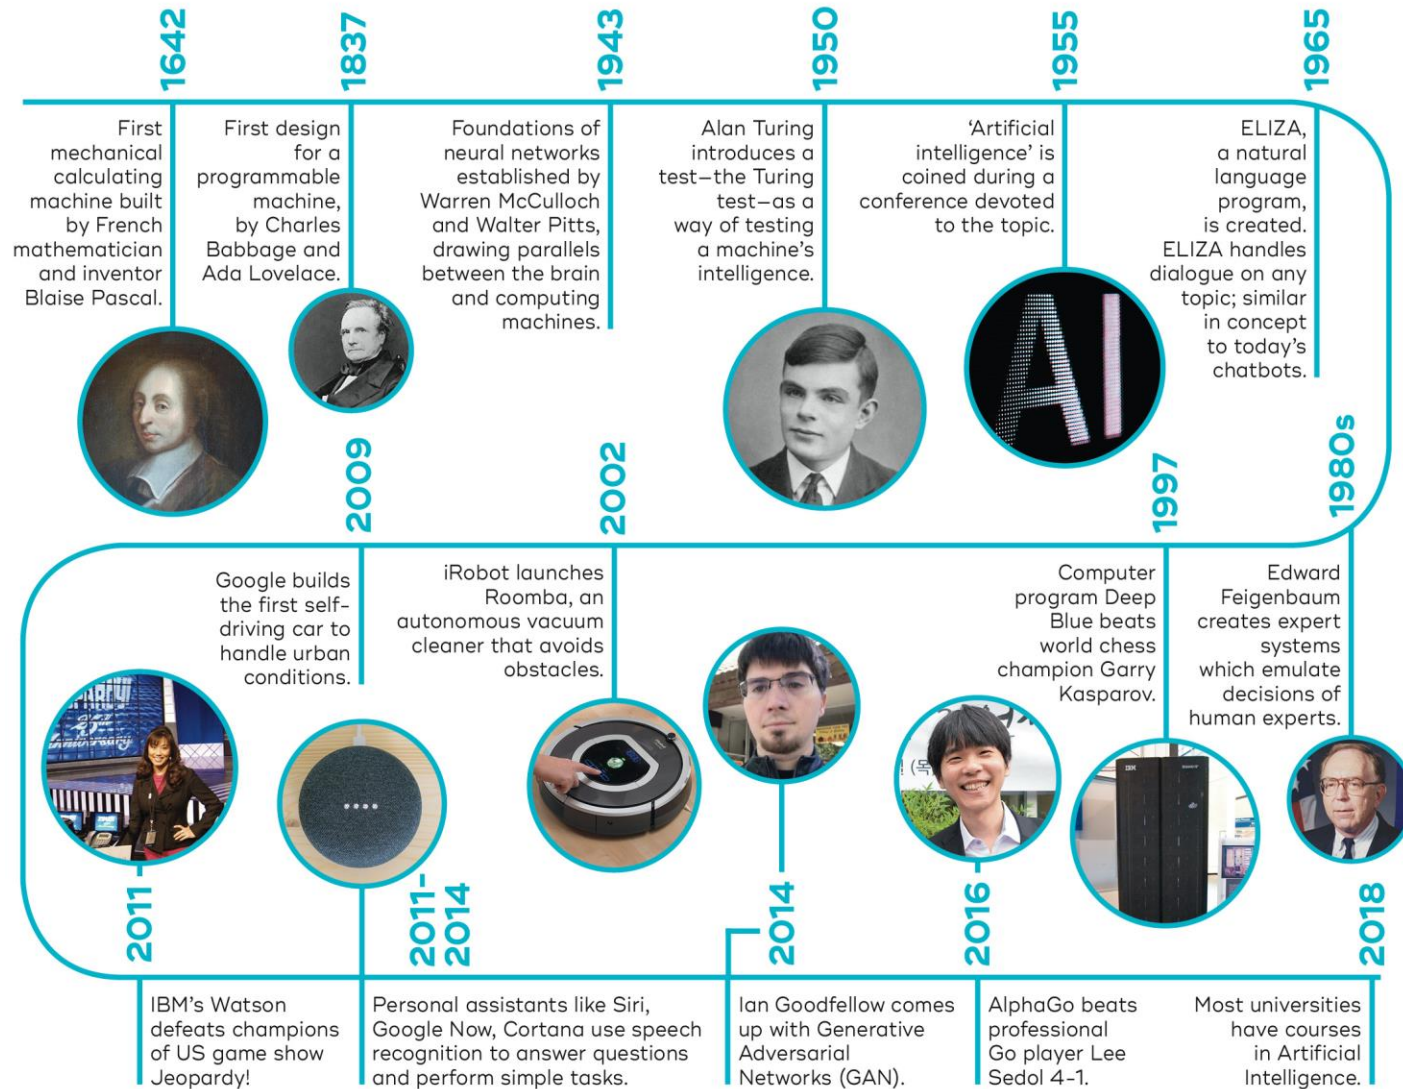 1642
First
mechanical
calculating
machine built
by French
mathematician
and inventor
Blaise Pascal.
1837
First design
for a
programmable
machine,
by Charles
Babbage and
Ada Lovelace.
1943
Foundations of
neural networks
established by
Warren McCulloch
and Walter Pitts,
drawing parallels
between the brain
and computing
machines.
1950
Alan Turing
introduces a
test—the Turing
test—as a
way of testing
a machine's
intelligence.
1955
'Artificial
intelligence' is
coined during a
conference devoted
to the topic.
AI
1965
ELIZA,
a natural
language
program,
is created.
ELIZA handles
dialogue on any
topic; similar
in concept
to today's
chatbots.
1980s
Edward
Feigenbaum
creates expert
systems
which emulate
decisions of
human experts.
1997
Computer
program Deep
Blue beats
world chess
champion Garry
Kasparov.
IBM
2002
iRobot launches
Roomba, an
autonomous vacuum
cleaner that avoids
obstacles.
2009
Google builds
the first self-
driving car to
handle urban
conditions.
2011
IBM's Watson
defeats champions
of US game show
Jeopardy!
2011-
2014
Personal assistants like Siri,
Google Now, Cortana use speech
recognition to answer questions
and perform simple tasks.
2014
Ian Goodfellow comes
up with Generative
Adversarial
Networks (GAN).
2016
AlphaGo beats
professional
Go player Lee
Sedol 4-1.
2018
Most universities
have courses
in Artificial
Intelligence.